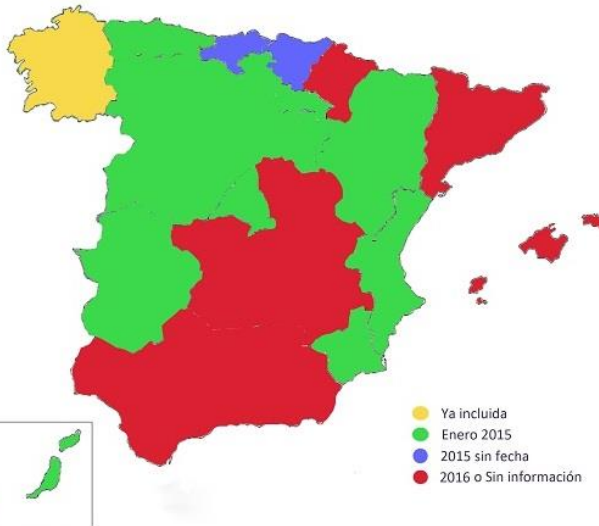 Ya incluida
Enero 2015
2015 sin fecha
2016 o Sin información